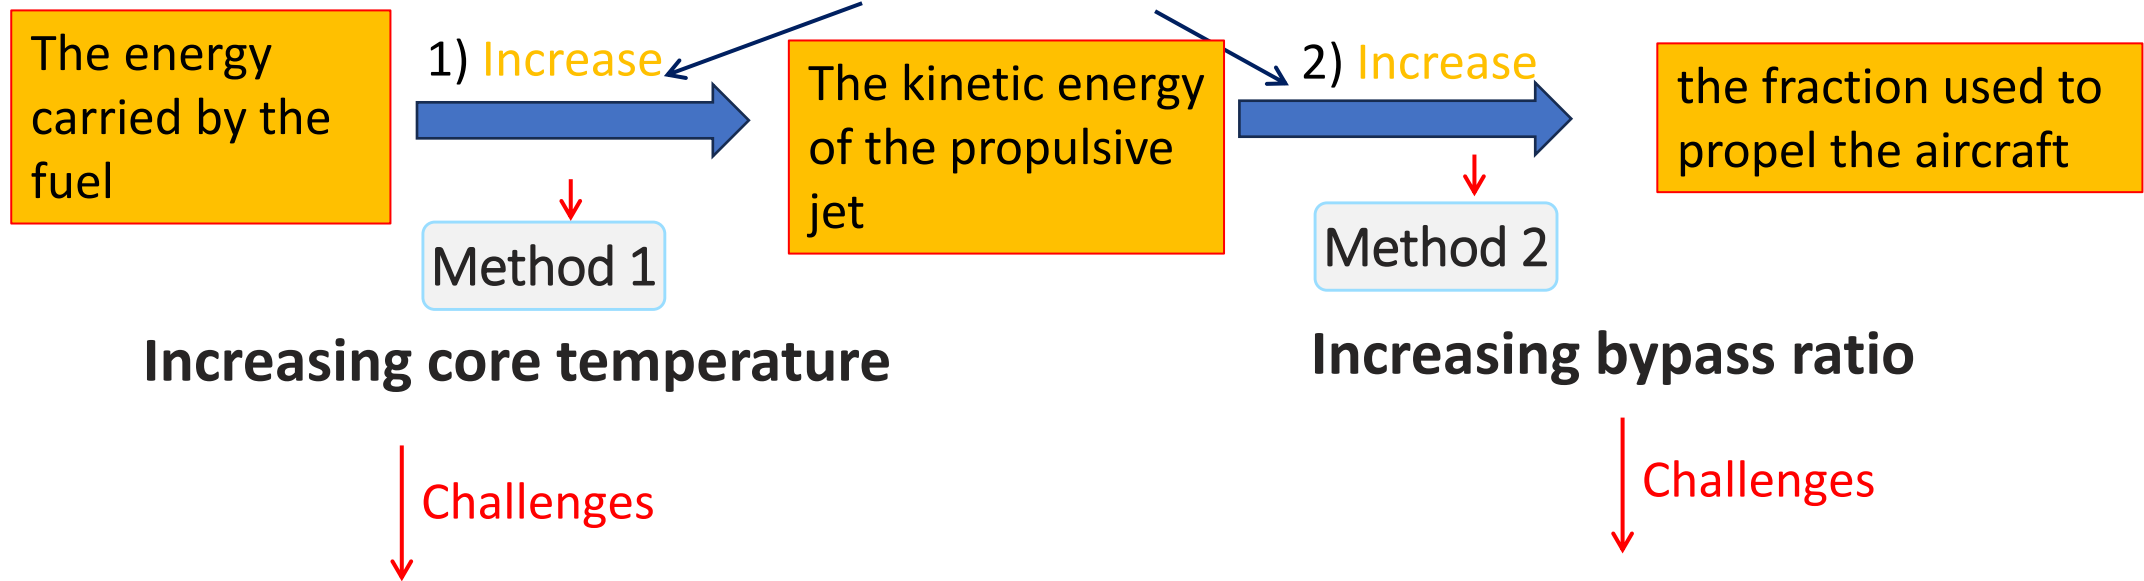 The energy
carried by the
fuel
1) Increase
The kinetic energy
of the propulsive
jet
2) Increase
the fraction used to
propel the aircraft
Method 1
Method 2
Increasing core temperature
Increasing bypass ratio
Challenges
Challenges